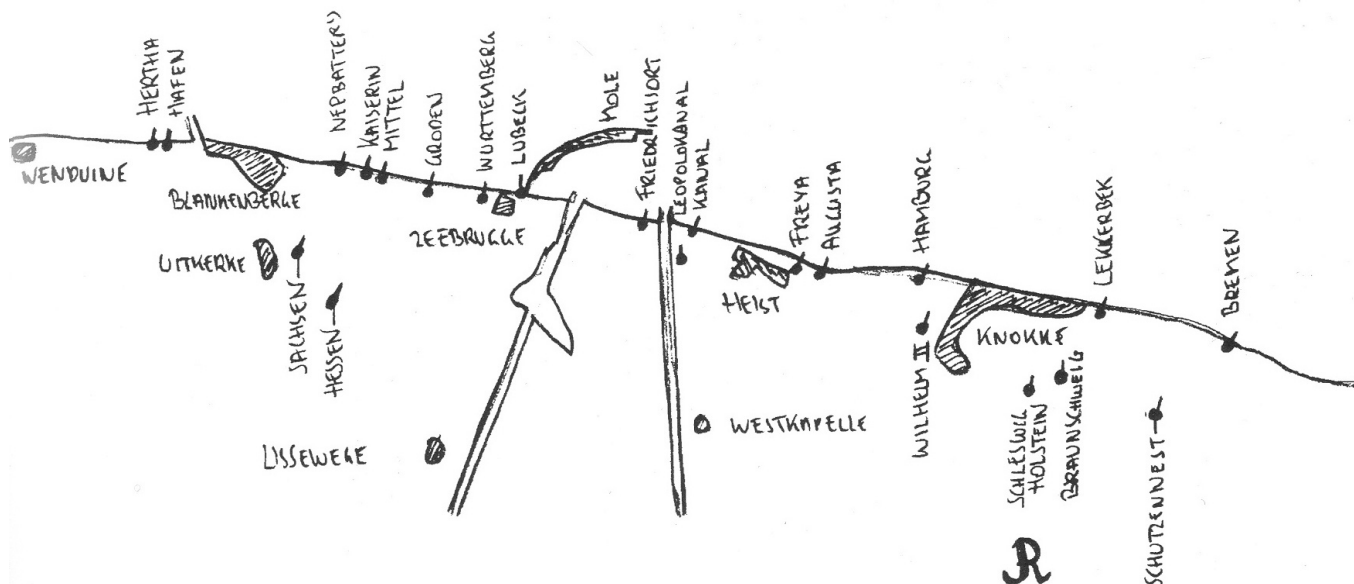 HERTHA
HAFEN
NEPBATTER')
KAISERIN
MITTEL
GRODEN
WURTTEMBERG
LUBECK
MOLE
FRIEDRICHSORT
LEOPOLDKANAL
KANAL
FREYA
AUGUSTA
HAMBURG
LEKKERBEK
BREMEN
WENDUINE
BLANKENBERGE
ZEEBRUGGE
UITKERKE
HEIST
KNOKKE
SACHSEN
HESSEN
WILHELM II
SCHLESWIG
HOLSTEIN
BRAUNSCHWEIG
SCHUTZENNEST
LISSEWEGE
WESTKAPELLE